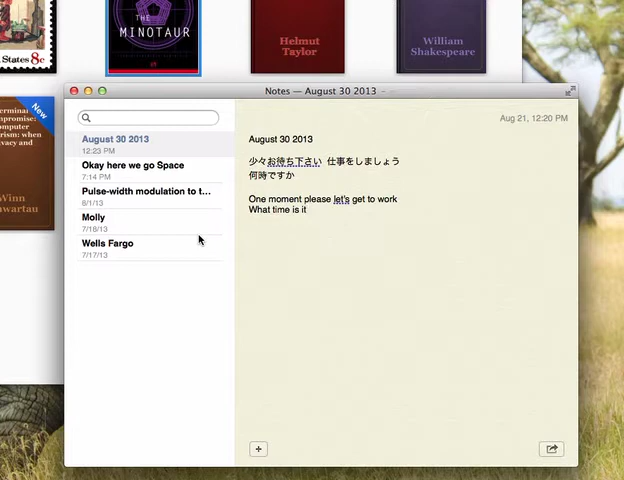 States 8c
THE
MINOTAUR
Helmut
Taylor
William
Shakespeare
New
Winn
Notes — August 30 2013
August 30 2013
12:23 PM
Okay here we go Space
7:14 PM
Pulse-width modulation to t...
8/1/13
Molly
7/18/13
Wells Fargo
7/17/13
Aug 21, 12:20 PM
August 30 2013
少々お待ち下さい 仕事をしましょう
何時ですか
One moment please let's get to work
What time is it